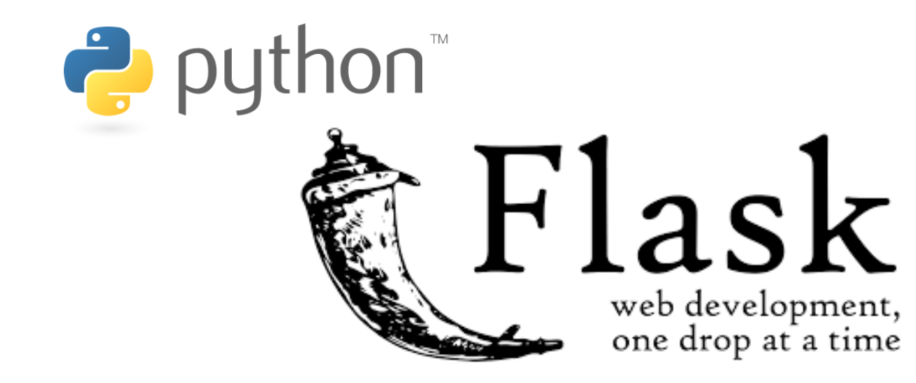 python™
Flask
web development,
one drop at a time